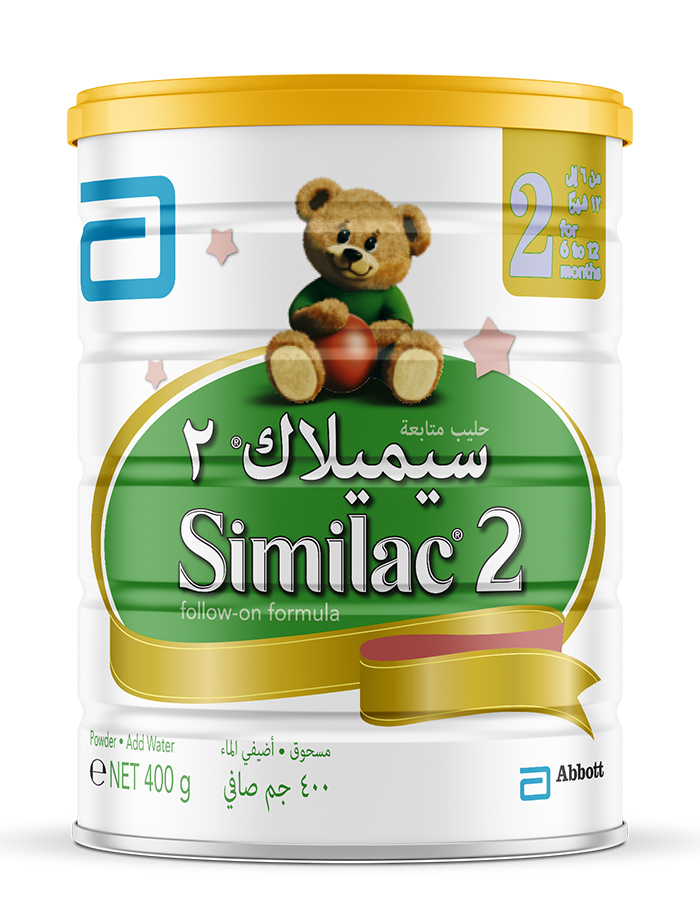 من ٦ إلى
١٢ شهرًا
2
for
6 to 12
months
حليب متابعة
سيميلاك® ٢
Similac® 2
follow-on formula
Powder • Add Water
مسحوق • أضيفي الماء
℮ NET 400 g
٤٠٠ جم صافي
Abbott